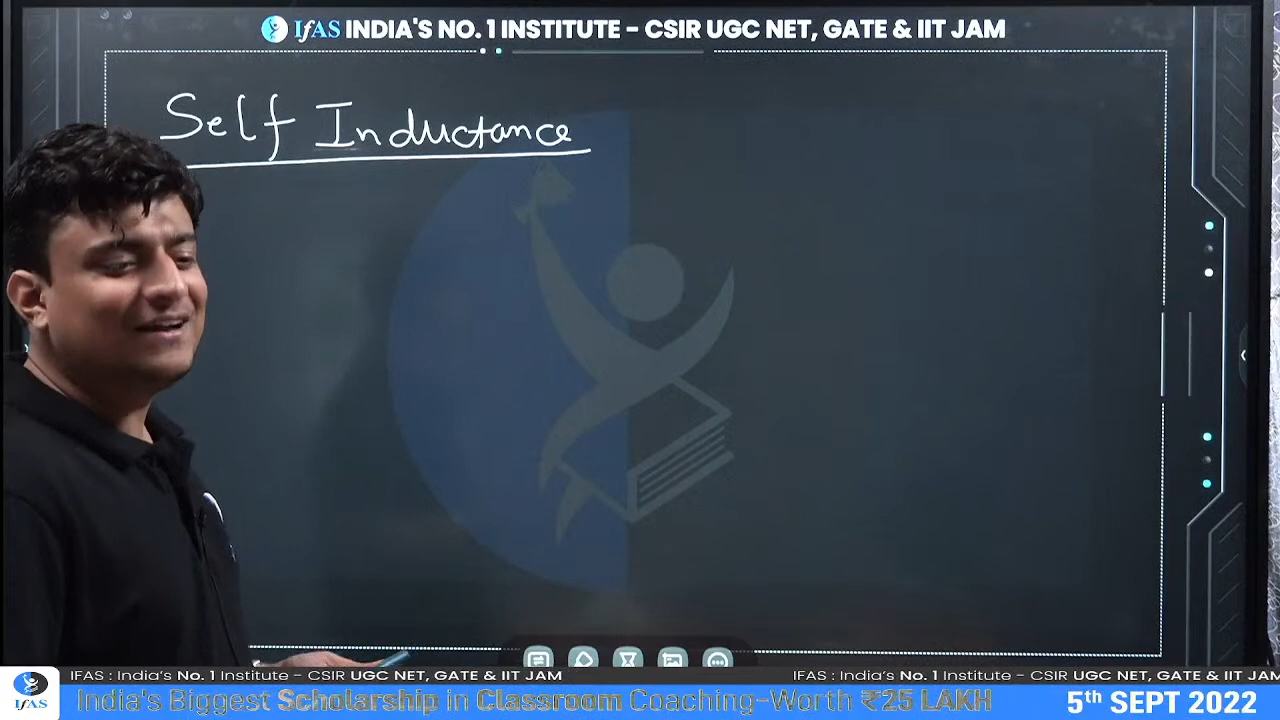 IfAS INDIA'S NO. 1 INSTITUTE - CSIR UGC NET, GATE & IIT JAM
Self Inductance
IFAS : India's No. 1 Institute - CSIR UGC NET, GATE & IIT JAM
IFAS : India's No. 1 Institute - CSIR UGC NET, GATE & IIT JAM
IfAS
India's Biggest Scholarship in Classroom Coaching-Worth ₹25 LAKH
5th SEPT 2022